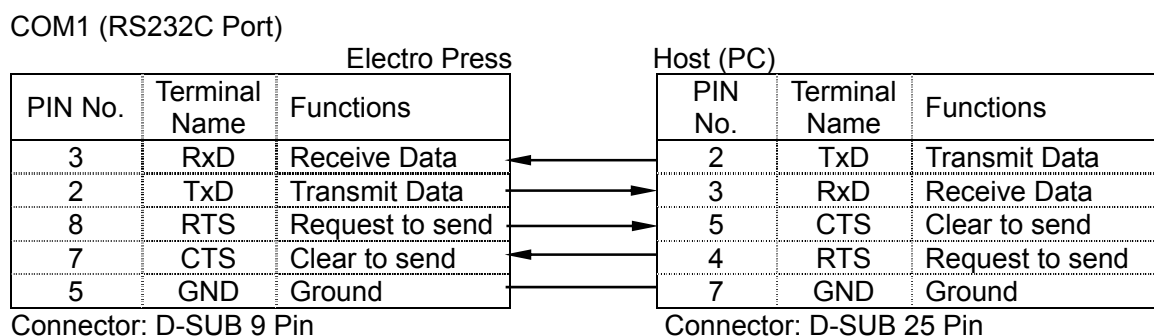 COM1 (RS232C Port)
Electro Press Host (PC)
PIN No. Terminal Name Functions PIN No. Terminal Name Functions
3 RxD Receive Data 2 TxD Transmit Data
2 TxD Transmit Data 3 RxD Receive Data
8 RTS Request to send 5 CTS Clear to send
7 CTS Clear to send 4 RTS Request to send
5 GND Ground 7 GND Ground
Connector: D-SUB 9 Pin Connector: D-SUB 25 Pin